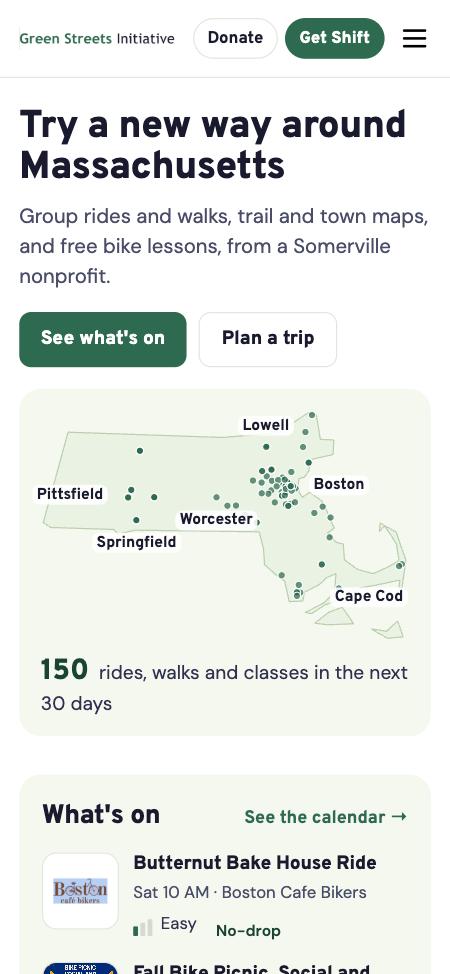 Green Streets Initiative
Donate
Get Shift
Try a new way around
Massachusetts
Group rides and walks, trail and town maps,
and free bike lessons, from a Somerville
nonprofit.
See what's on
Plan a trip
Lowell
Pittsfield
Boston
Worcester
Springfield
Cape Cod
150 rides, walks and classes in the next
30 days
What's on
See the calendar →
Butternut Bake House Ride
Sat 10 AM · Boston Cafe Bikers
Boston
café bikers
Easy
No-drop
BIKE PICNIC
Fall Bike Picnic, Social and